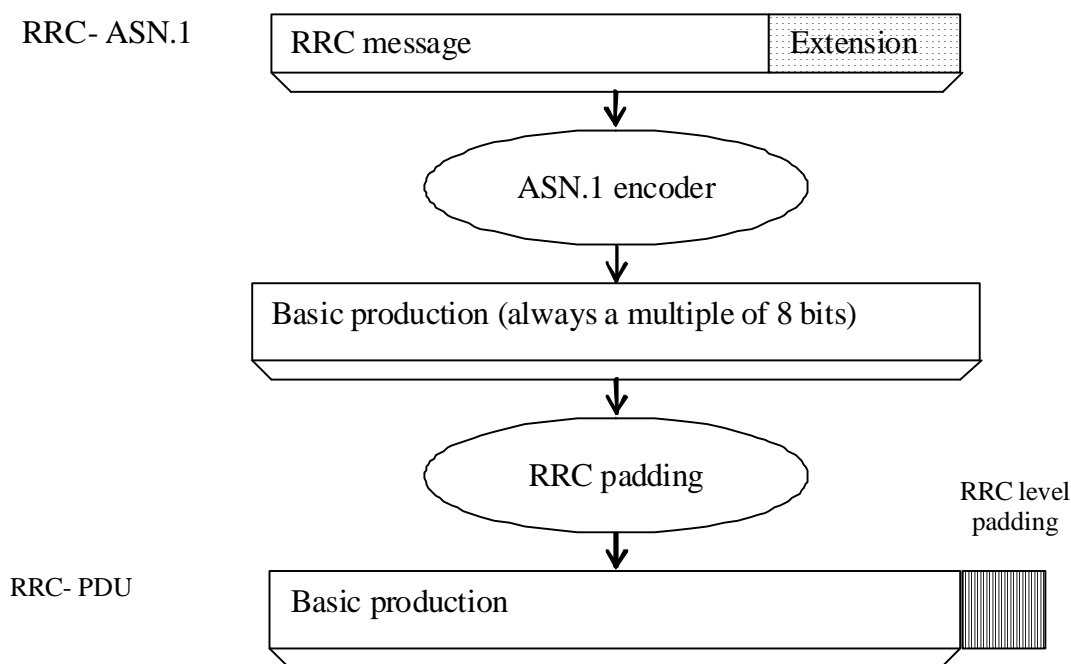 RRC- ASN.1
RRC message
Extension
ASN.1 encoder
Basic production (always a multiple of 8 bits)
RRC padding
RRC level
padding
RRC- PDU
Basic production